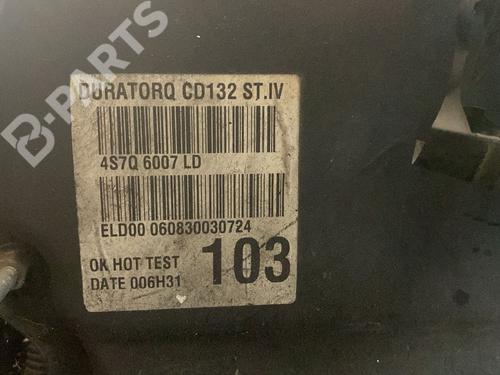 B-PARTS
DURATORQ CD132 ST.IV
4S7Q 6007 LD
ELD00 060830030724
OK HOT TEST
DATE 006H31
103